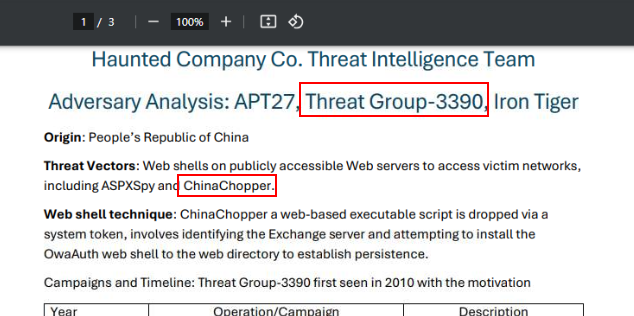 1 / 3 — 100% +
Haunted Company Co. Threat Intelligence Team
Adversary Analysis: APT27, Threat Group-3390, Iron Tiger
Origin: People's Republic of China
Threat Vectors: Web shells on publicly accessible Web servers to access victim networks,
including ASPXSpy and ChinaChopper.
Web shell technique: ChinaChopper a web-based executable script is dropped via a
system token, involves identifying the Exchange server and attempting to install the
OwaAuth web shell to the web directory to establish persistence.
Campaigns and Timeline: Threat Group-3390 first seen in 2010 with the motivation
Year Operation/Campaign Description